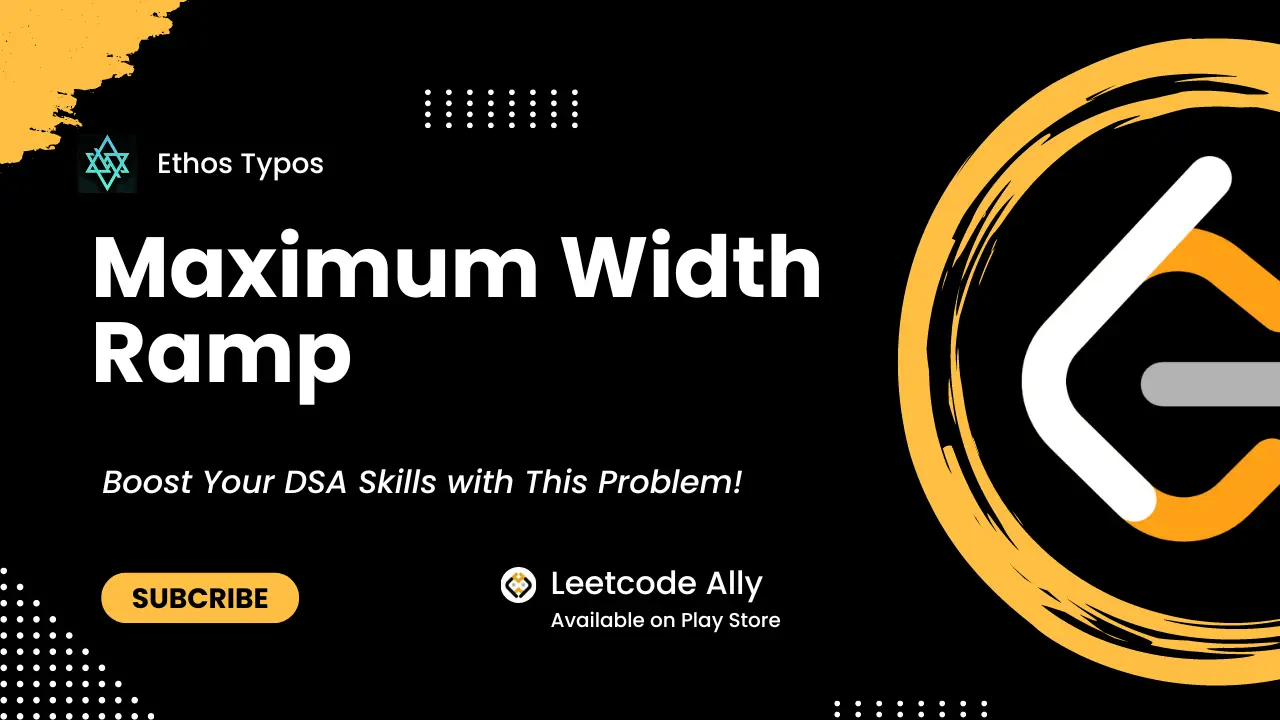 Ethos Typos
Maximum Width
Ramp
Boost Your DSA Skills with This Problem!
SUBCRIBE
Leetcode Ally
Available on Play Store